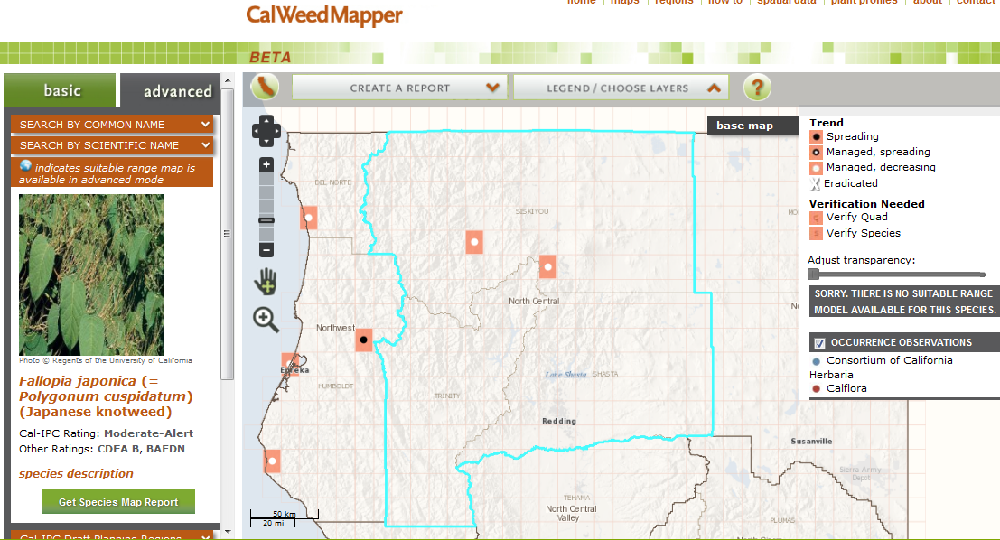 home | maps | regions | how to | spatial data | plant profiles | about | contact
CalWeedMapper
BETA
basic
advanced
SEARCH BY COMMON NAME
SEARCH BY SCIENTIFIC NAME
indicates suitable range map is
available in advanced mode
Photo © Regents of the University of California
Fallopia japonica (=
Polygonum cuspidatum)
(Japanese knotweed)
Cal-IPC Rating: Moderate-Alert
Other Ratings: CDFA B, BAEDN
species description
Get Species Map Report
Cal-IPC Draft Planning Regions
CREATE A REPORT
LEGEND / CHOOSE LAYERS
?
base map
DEL NORTE
SISKIYOU
MO
North Central
No
Northwest
Eureka
HUMBOLDT
Lake Shasta
SHASTA
TRINITY
Redding
Susanville
Sierra Army
Depot
TEHAMA
North Central
Valley
PLUMAS
50 km
20 mi
Trend
Spreading
Managed, spreading
Managed, decreasing
Eradicated
Verification Needed
Q Verify Quad
S Verify Species
Adjust transparency:
SORRY. THERE IS NO SUITABLE RANGE
MODEL AVAILABLE FOR THIS SPECIES.
OCCURRENCE OBSERVATIONS
Consortium of California
Herbaria
Calflora